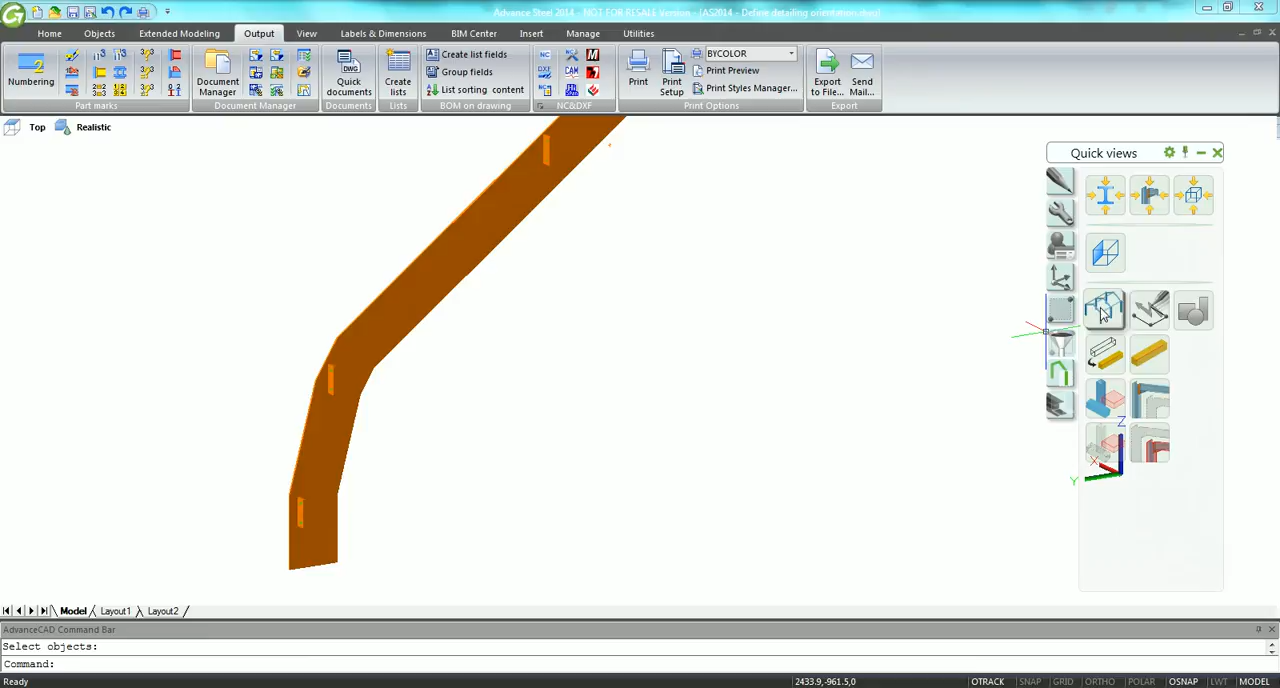 Advance Steel 2014 - NOT FOR RESALE Version - [AS2014 - Define detailing orientation.dwg]
Home Objects Extended Modeling Output View Labels & Dimensions BIM Center Insert Manage Utilities
Numbering
Document Manager
Quick documents
Create lists
Create list fields
Group fields
List sorting content
NC
DXF
CAM
Print
Print Setup
BYCOLOR
Print Preview
Print Styles Manager...
Export to File...
Send Mail...
Part marks Document Manager Documents Lists BOM on drawing NC&DXF Print Options Export
Top Realistic
Quick views
Z
X
Y
Model Layout1 Layout2
AdvanceCAD Command Bar
Select objects:
Command:
Ready 2433.9,-961.5,0 OTRACK SNAP GRID ORTHO POLAR OSNAP LWT MODEL